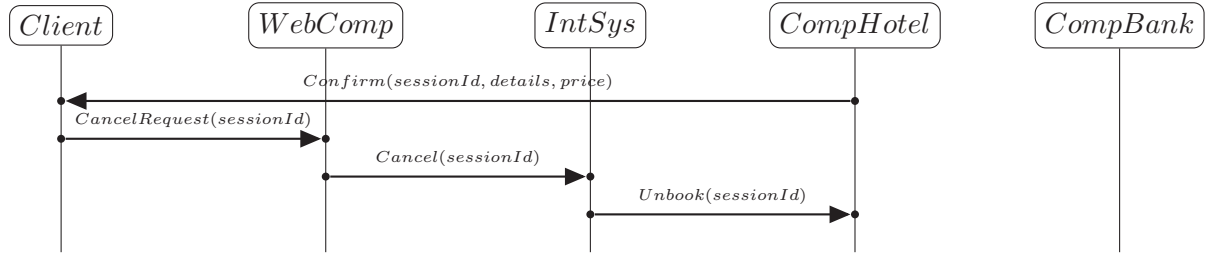 Client WebComp IntSys CompHotel CompBank
Confirm(sessionId, details, price)
CancelRequest(sessionId)
Cancel(sessionId)
Unbook(sessionId)